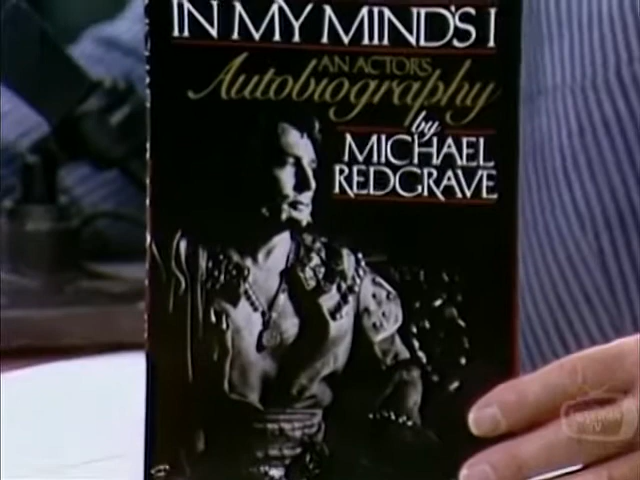 IN MY MIND'S I
AN ACTOR'S
Autobiography
by
MICHAEL
REDGRAVE